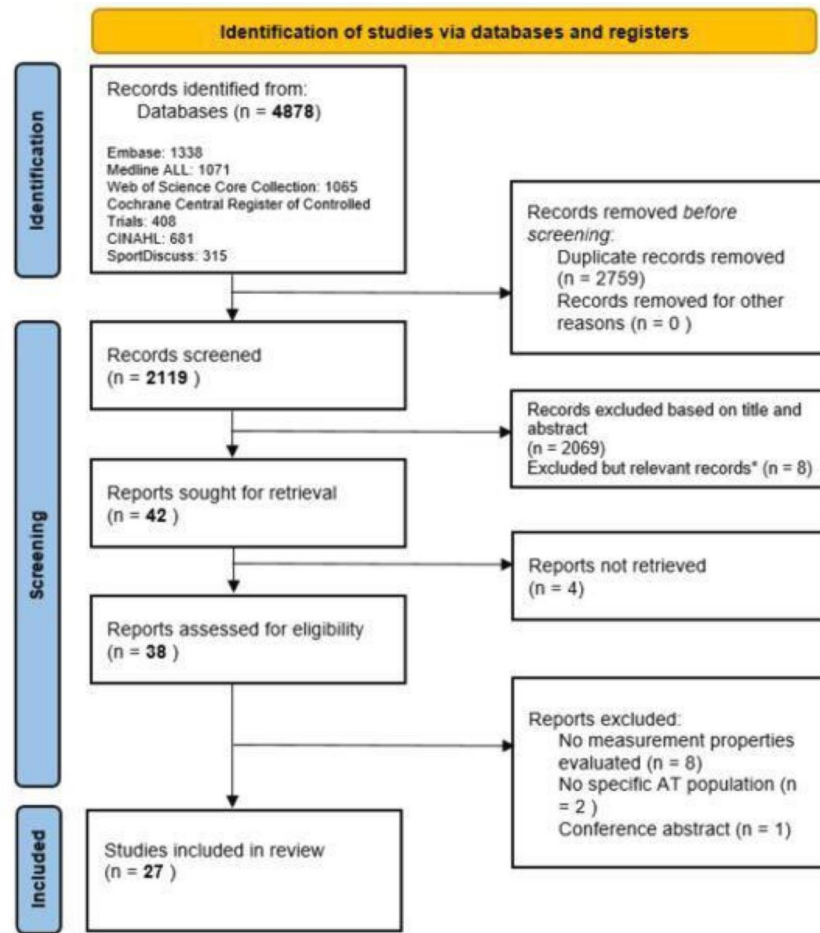 Identification of studies via databases and registers
Identification
Records identified from:
Databases (n = 4878)
Embase: 1338
Medline ALL: 1071
Web of Science Core Collection: 1065
Cochrane Central Register of Controlled
Trials: 408
CINAHL: 681
SportDiscuss: 315
Records removed before
screening:
Duplicate records removed
(n = 2759)
Records removed for other
reasons (n = 0 )
Screening
Records screened
(n = 2119 )
Records excluded based on title and
abstract
(n = 2069)
Excluded but relevant records* (n = 8)
Reports sought for retrieval
(n = 42 )
Reports not retrieved
(n = 4)
Reports assessed for eligibility
(n = 38 )
Reports excluded:
No measurement properties
evaluated (n = 8)
No specific AT population (n
= 2 )
Conference abstract (n = 1)
Included
Studies included in review
(n = 27 )